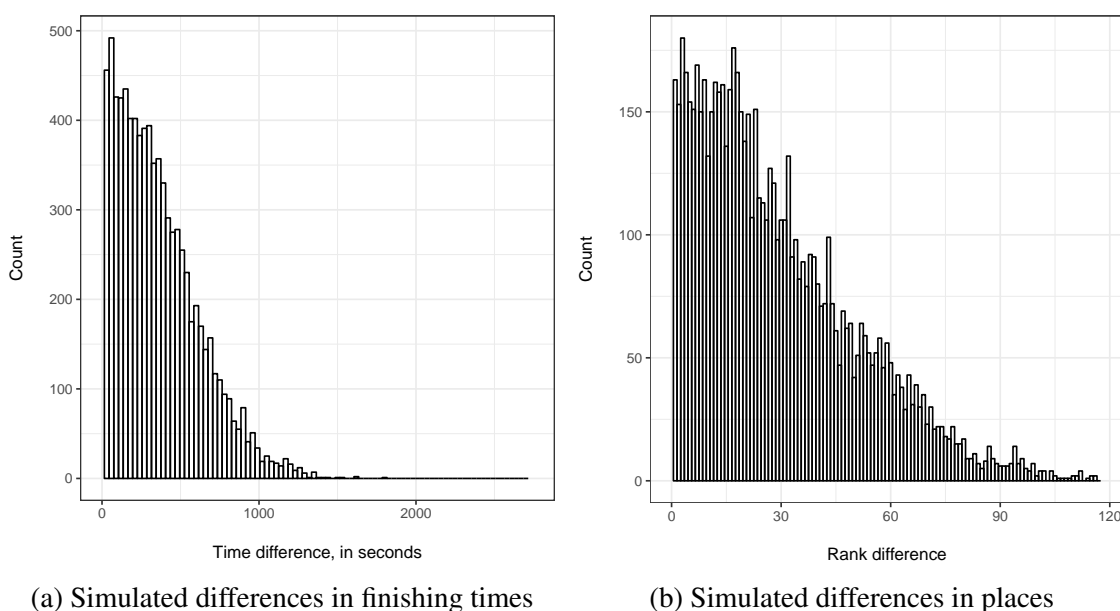 500
400
300
200
100
0
Count
0 1000 2000
Time difference, in seconds
(a) Simulated differences in finishing times
150
100
50
0
Count
0 30 60 90 120
Rank difference
(b) Simulated differences in places